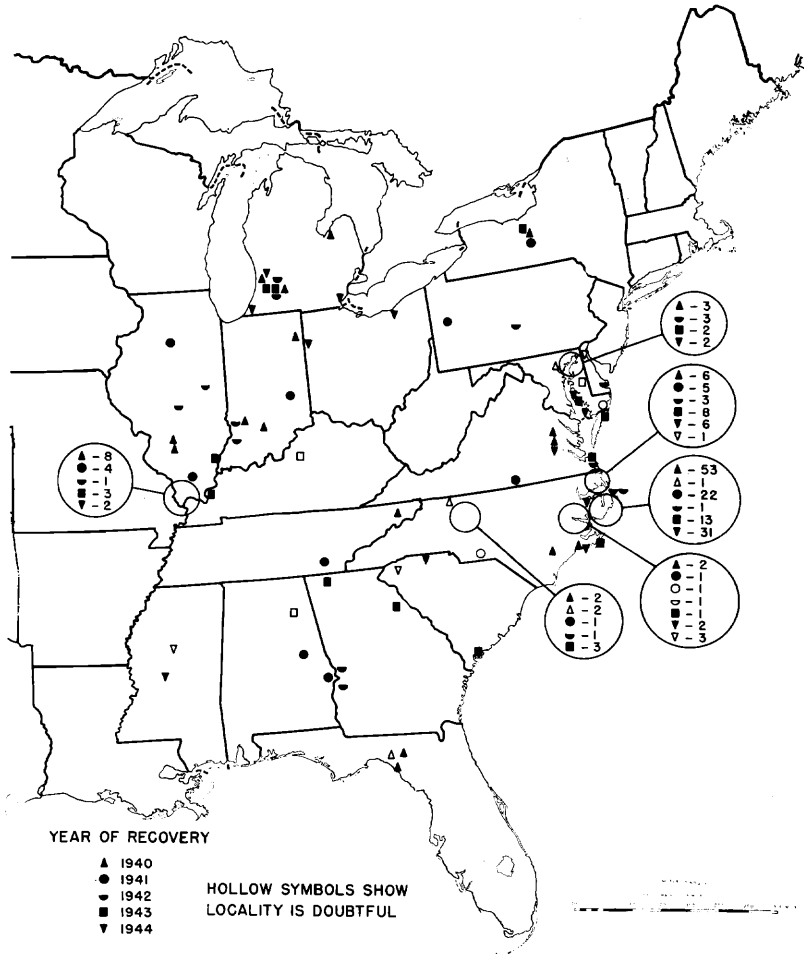 ▲ - 3
◒ - 3
■ - 2
▼ - 2
▲ - 6
● - 5
◒ - 3
■ - 8
▼ - 6
▽ - 1
▲ - 8
● - 4
◒ - 1
■ - 3
▼ - 2
▲ - 53
△ - 1
● - 22
◒ - 1
■ - 13
▼ - 31
▲ - 2
● - 1
○ - 1
◒ - 1
■ - 1
▼ - 2
▽ - 3
▲ - 2
△ - 2
● - 1
◒ - 1
■ - 3
YEAR OF RECOVERY
▲ 1940
● 1941
◒ 1942
■ 1943
▼ 1944
HOLLOW SYMBOLS SHOW
LOCALITY IS DOUBTFUL